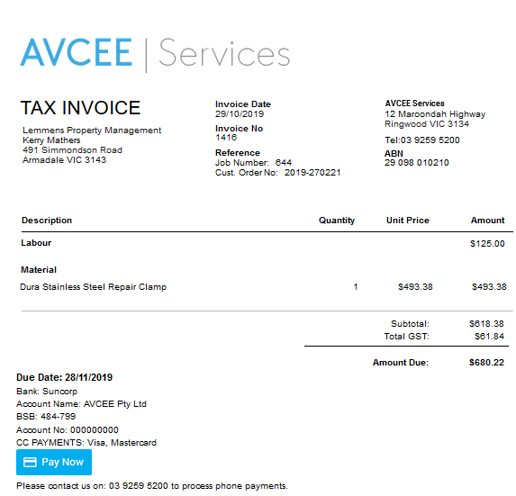 AVCEE | Services
TAX INVOICE
Lemmens Property Management
Kerry Mathers
491 Simmondson Road
Armadale VIC 3143
Invoice Date
29/10/2019
Invoice No
1416
Reference
Job Number: 644
Cust. Order No: 2019-270221
AVCEE Services
12 Maroondah Highway
Ringwood VIC 3134
Tel:03 9259 5200
ABN
29 098 010210
Description Quantity Unit Price Amount
Labour $125.00
Material
Dura Stainless Steel Repair Clamp 1 $493.38 $493.38
Subtotal: $618.38
Total GST: $61.84
Amount Due: $680.22
Due Date: 28/11/2019
Bank: Suncorp
Account Name: AVCEE Pty Ltd
BSB: 484-799
Account No: 000000000
CC PAYMENTS: Visa, Mastercard
Pay Now
Please contact us on: 03 9259 5200 to process phone payments.